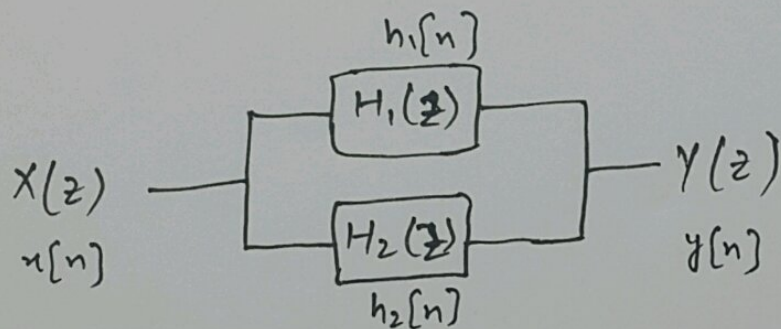 h₁[n]
H₁(z)
X(z)
x[n]
H₂(z)
h₂[n]
Y(z)
y[n]